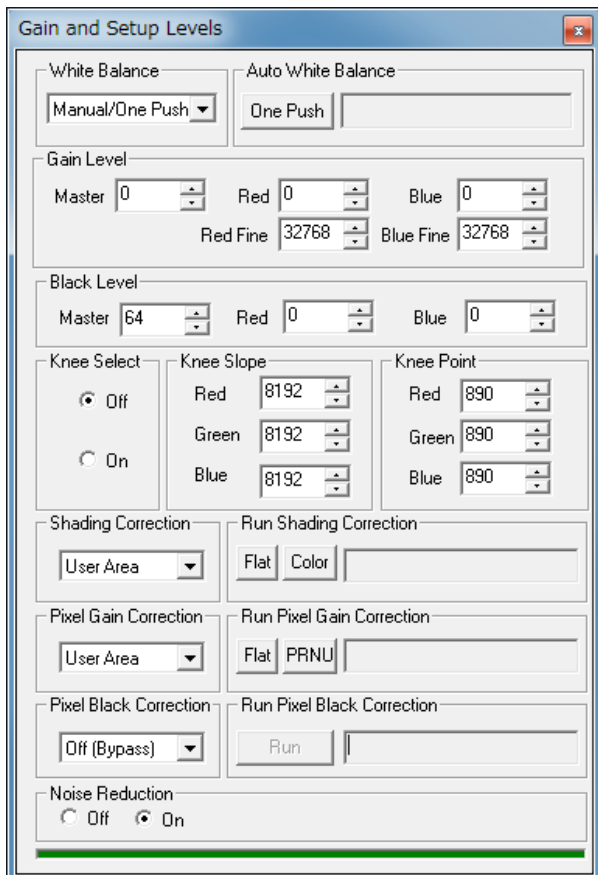 Gain and Setup Levels
White Balance
Auto White Balance
Manual/One Push
One Push
Gain Level
Master 0 Red 0 Blue 0
Red Fine 32768 Blue Fine 32768
Black Level
Master 64 Red 0 Blue 0
Knee Select
Off
On
Knee Slope
Red 8192
Green 8192
Blue 8192
Knee Point
Red 890
Green 890
Blue 890
Shading Correction
User Area
Run Shading Correction
Flat Color
Pixel Gain Correction
User Area
Run Pixel Gain Correction
Flat PRNU
Pixel Black Correction
Off (Bypass)
Run Pixel Black Correction
Run
Noise Reduction
Off On